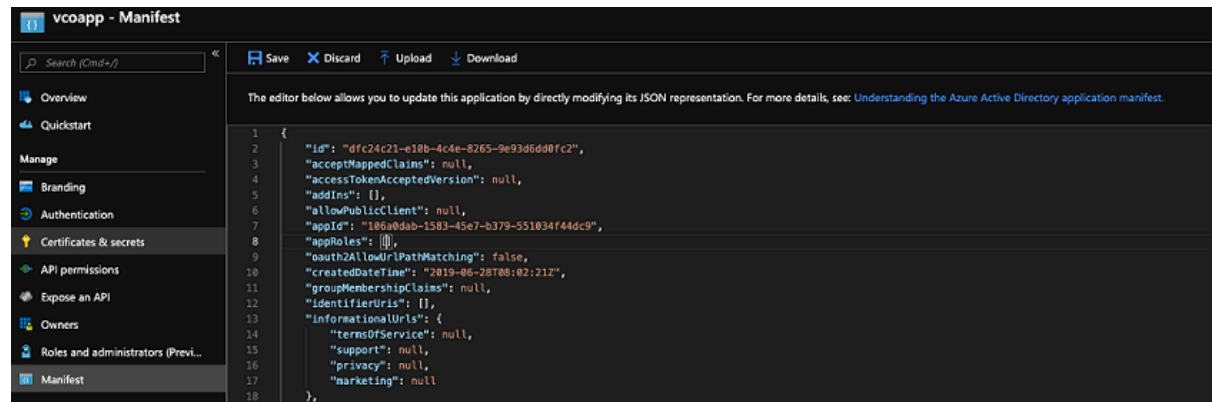 vcoapp - Manifest
Search (Cmd+/)
«
Save Discard Upload Download
Overview
Quickstart
Manage
Branding
Authentication
Certificates & secrets
API permissions
Expose an API
Owners
Roles and administrators (Previ...
Manifest
The editor below allows you to update this application by directly modifying its JSON representation. For more details, see: Understanding the Azure Active Directory application manifest.
1 {
2 "id": "dfc24c21-e10b-4c4e-8265-9e93d6dd0fc2",
3 "acceptMappedClaims": null,
4 "accessTokenAcceptedVersion": null,
5 "addIns": [],
6 "allowPublicClient": null,
7 "appId": "106a0dab-1583-45e7-b379-551034f44dc9",
8 "appRoles": [],
9 "oauth2AllowUrlPathMatching": false,
10 "createdDateTime": "2019-06-28T08:02:21Z",
11 "groupMembershipClaims": null,
12 "identifierUris": [],
13 "informationalUrls": {
14 "termsOfService": null,
15 "support": null,
16 "privacy": null,
17 "marketing": null
18 },